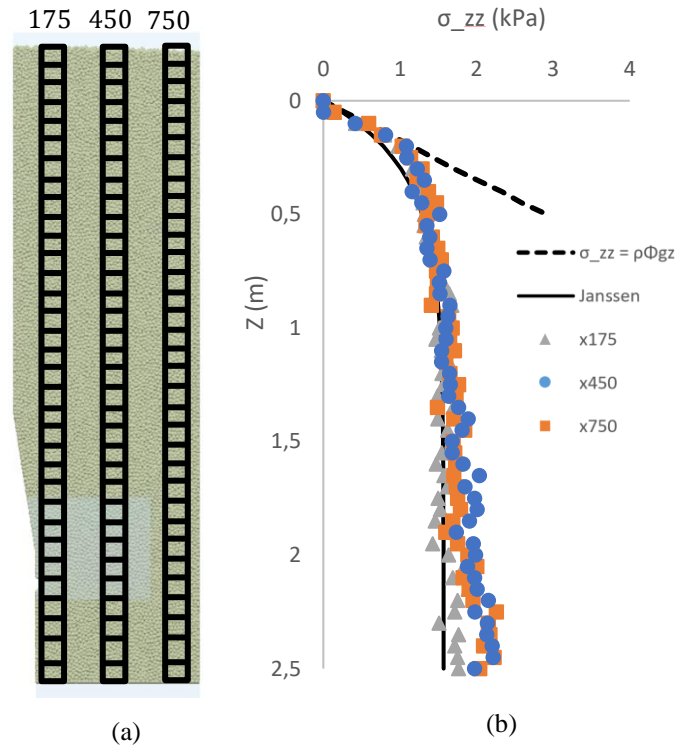 175 450 750
(a)
σ_zz (kPa)
0 1 2 3 4
0
0,5
1
1,5
2
2,5
Z (m)
σ_zz = ρΦgz
Janssen
x175
x450
x750
(b)